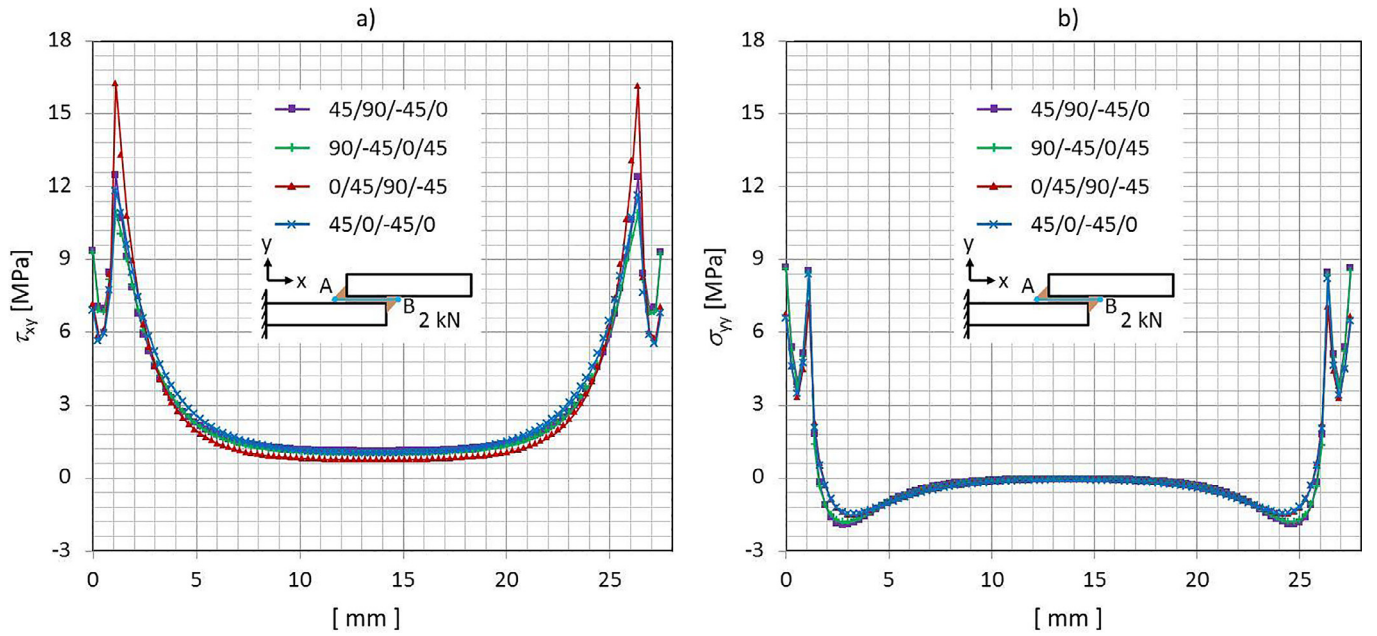 a)
18
15
12
9
6
3
0
-3
τxy [MPa]
45/90/-45/0
90/-45/0/45
0/45/90/-45
45/0/-45/0
y
x
A
B
2 kN
0 5 10 15 20 25
[ mm ]
b)
18
15
12
9
6
3
0
-3
σyy [MPa]
45/90/-45/0
90/-45/0/45
0/45/90/-45
45/0/-45/0
y
x
A
B
2 kN
0 5 10 15 20 25
[ mm ]